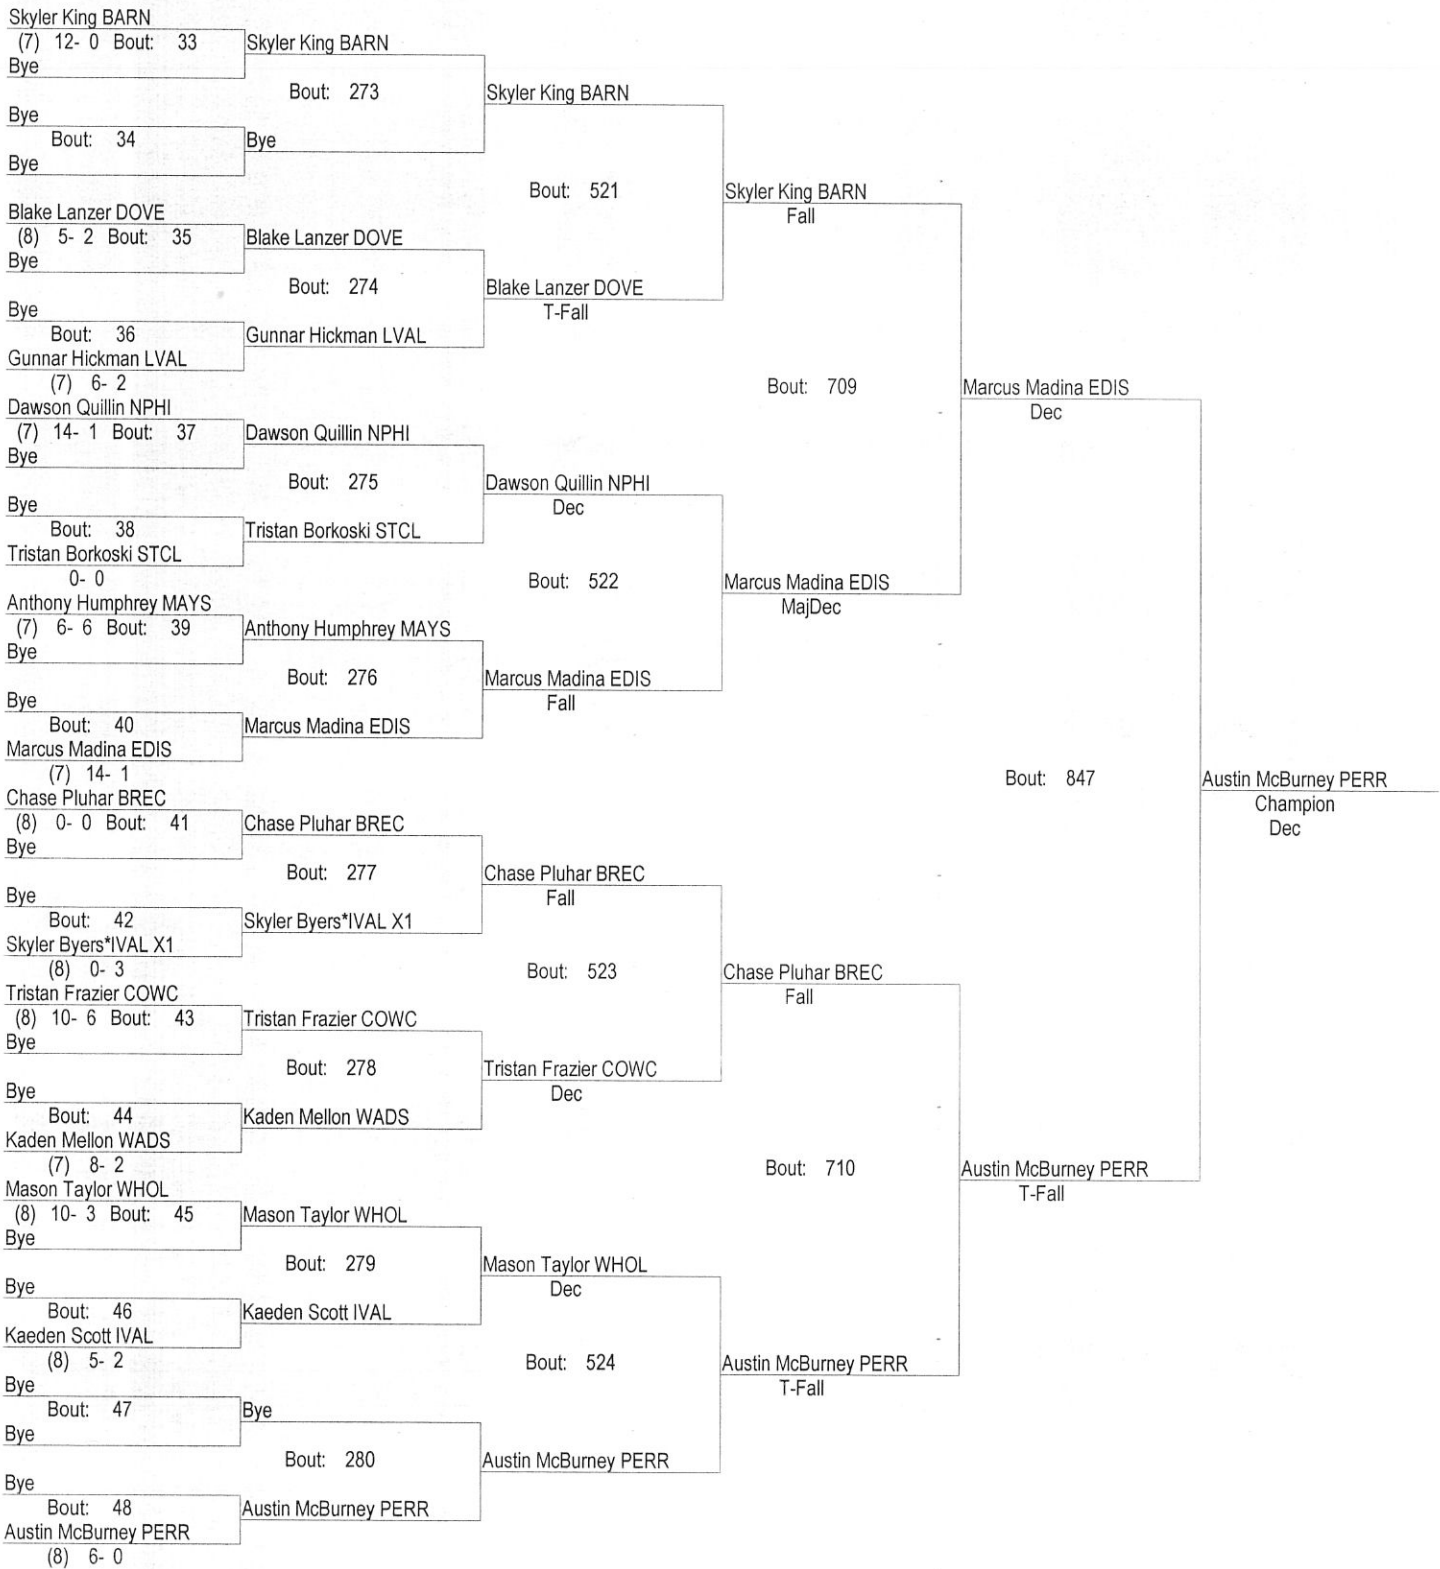 Skyler King BARN
(7) 12- 0 Bout: 33
Bye
Bye
Bout: 34
Bye
Blake Lanzer DOVE
(8) 5- 2 Bout: 35
Bye
Bye
Bout: 36
Gunnar Hickman LVAL
(7) 6- 2
Dawson Quillin NPHI
(7) 14- 1 Bout: 37
Bye
Bye
Bout: 38
Tristan Borkoski STCL
0- 0
Anthony Humphrey MAYS
(7) 6- 6 Bout: 39
Bye
Bye
Bout: 40
Marcus Madina EDIS
(7) 14- 1
Chase Pluhar BREC
(8) 0- 0 Bout: 41
Bye
Bye
Bout: 42
Skyler Byers*IVAL X1
(8) 0- 3
Tristan Frazier COWC
(8) 10- 6 Bout: 43
Bye
Bye
Bout: 44
Kaden Mellon WADS
(7) 8- 2
Mason Taylor WHOL
(8) 10- 3 Bout: 45
Bye
Bye
Bout: 46
Kaeden Scott IVAL
(8) 5- 2
Bye
Bout: 47
Bye
Bye
Bout: 48
Austin McBurney PERR
(8) 6- 0
Skyler King BARN
Bout: 273
Bye
Blake Lanzer DOVE
Bout: 274
Gunnar Hickman LVAL
Dawson Quillin NPHI
Bout: 275
Tristan Borkoski STCL
Anthony Humphrey MAYS
Bout: 276
Marcus Madina EDIS
Chase Pluhar BREC
Bout: 277
Skyler Byers*IVAL X1
Tristan Frazier COWC
Bout: 278
Kaden Mellon WADS
Mason Taylor WHOL
Bout: 279
Kaeden Scott IVAL
Bye
Bout: 280
Austin McBurney PERR
Skyler King BARN
Bout: 521
Blake Lanzer DOVE
T-Fall
Dawson Quillin NPHI
Dec
Bout: 522
Marcus Madina EDIS
Fall
Chase Pluhar BREC
Fall
Bout: 523
Tristan Frazier COWC
Dec
Mason Taylor WHOL
Dec
Bout: 524
Austin McBurney PERR
Skyler King BARN
Fall
Bout: 709
Marcus Madina EDIS
MajDec
Chase Pluhar BREC
Fall
Bout: 710
Austin McBurney PERR
T-Fall
Marcus Madina EDIS
Dec
Bout: 847
Austin McBurney PERR
T-Fall
Austin McBurney PERR
Champion
Dec